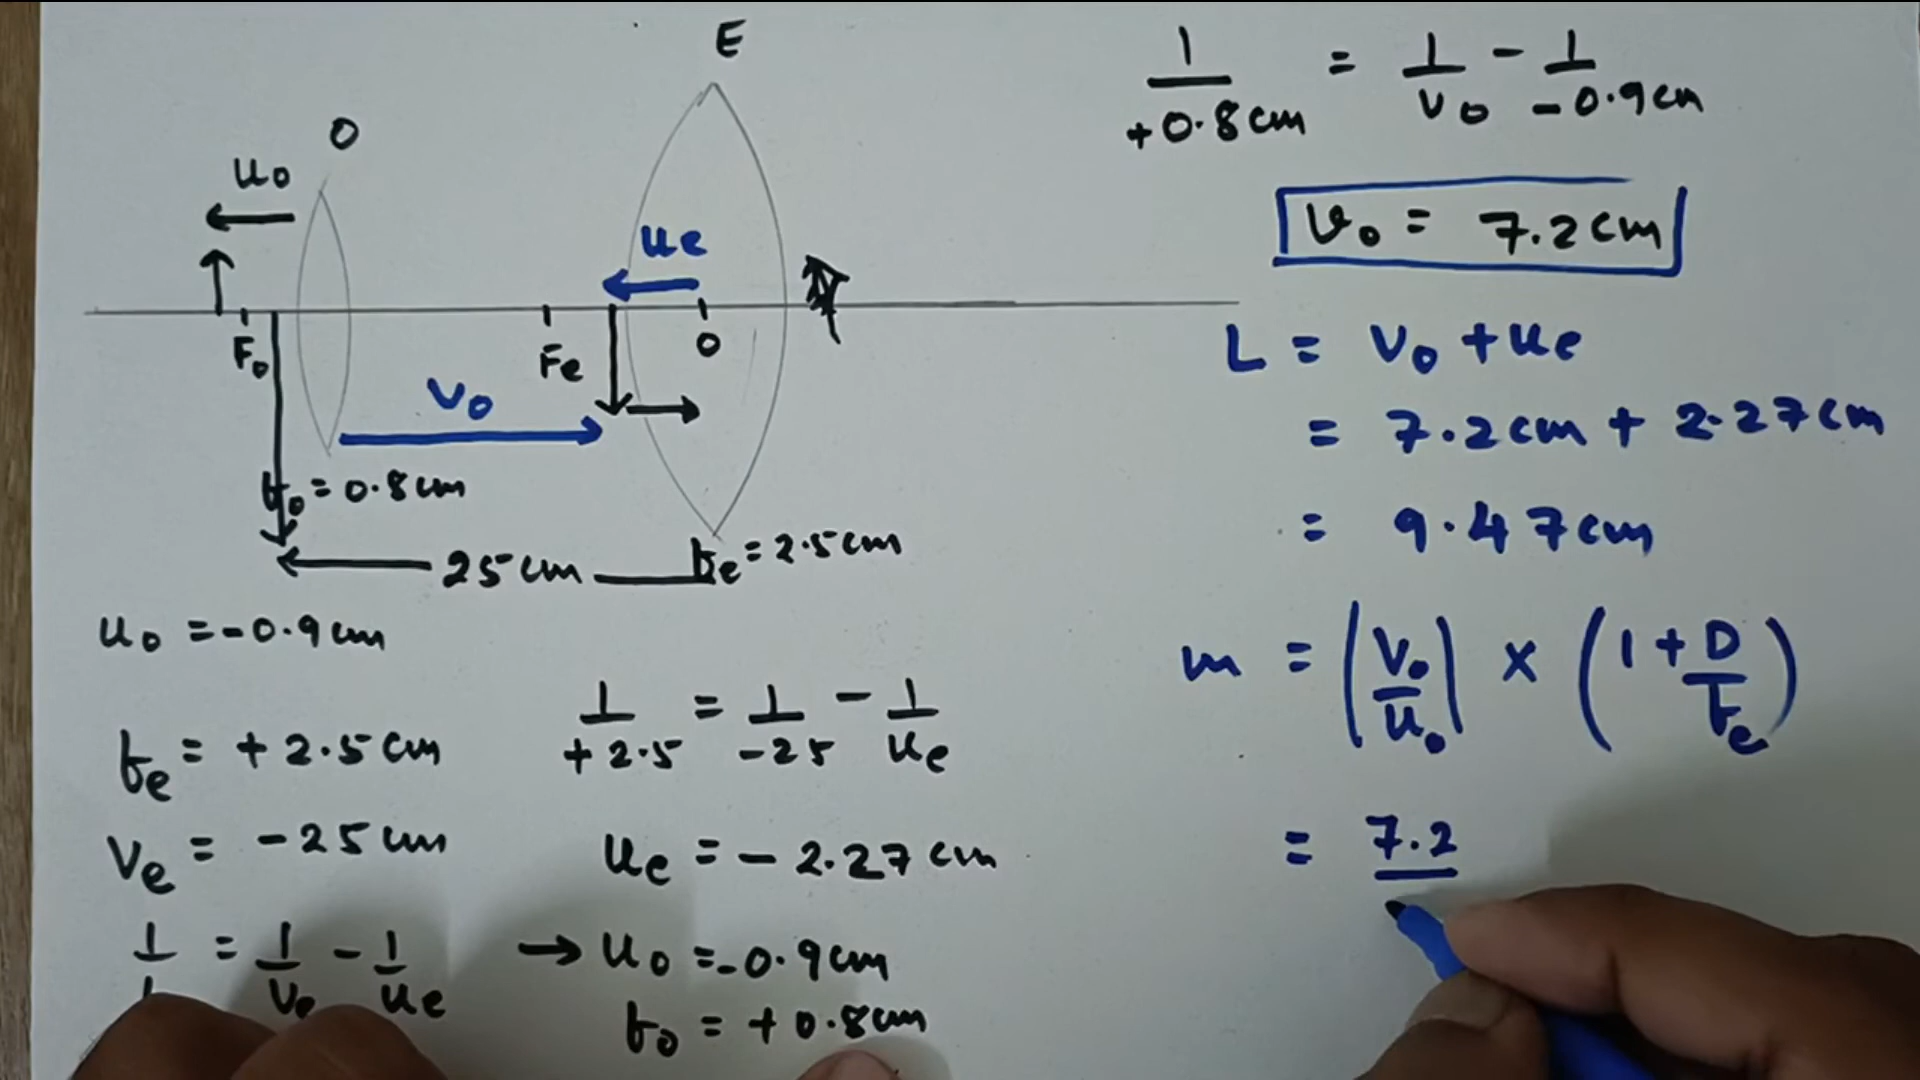 E
O
u₀
ue
F₀
Fe
O
V₀
f₀ = 0.8 cm
25 cm
fe = 2.5 cm
u₀ = -0.9 cm
fe = + 2.5 cm
Ve = -25 cm
1/f = 1/Ve - 1/ue
1/+2.5 = 1/-25 - 1/ue
ue = - 2.27 cm
→ u₀ = -0.9 cm
f₀ = + 0.8 cm
1/+0.8 cm = 1/V₀ - 1/-0.9 cm
V₀ = 7.2 cm
L = V₀ + ue
= 7.2 cm + 2.27 cm
= 9.47 cm
m = |V₀/u₀| × (1 + D/fe)
= 7.2